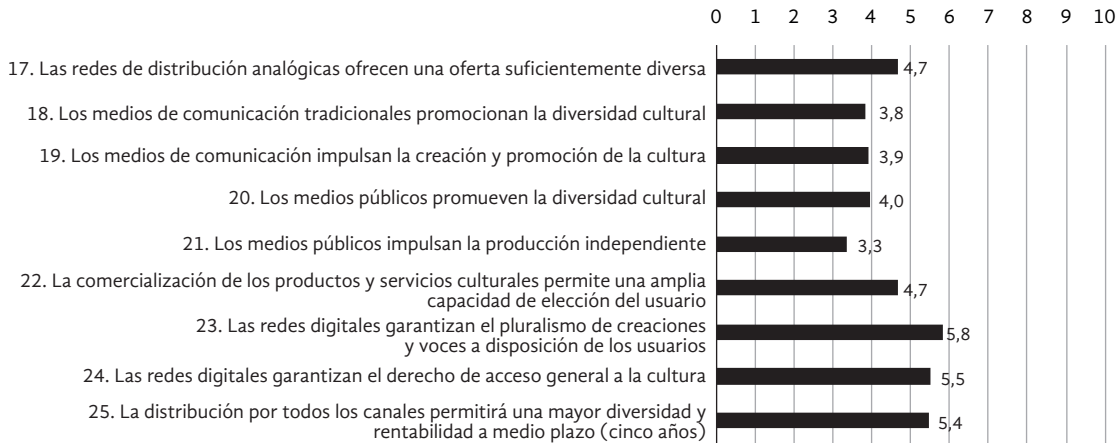 0 1 2 3 4 5 6 7 8 9 10
17. Las redes de distribución analógicas ofrecen una oferta suficientemente diversa 4,7
18. Los medios de comunicación tradicionales promocionan la diversidad cultural 3,8
19. Los medios de comunicación impulsan la creación y promoción de la cultura 3,9
20. Los medios públicos promueven la diversidad cultural 4,0
21. Los medios públicos impulsan la producción independiente 3,3
22. La comercialización de los productos y servicios culturales permite una amplia
capacidad de elección del usuario 4,7
23. Las redes digitales garantizan el pluralismo de creaciones
y voces a disposición de los usuarios 5,8
24. Las redes digitales garantizan el derecho de acceso general a la cultura 5,5
25. La distribución por todos los canales permitirá una mayor diversidad y
rentabilidad a medio plazo (cinco años) 5,4